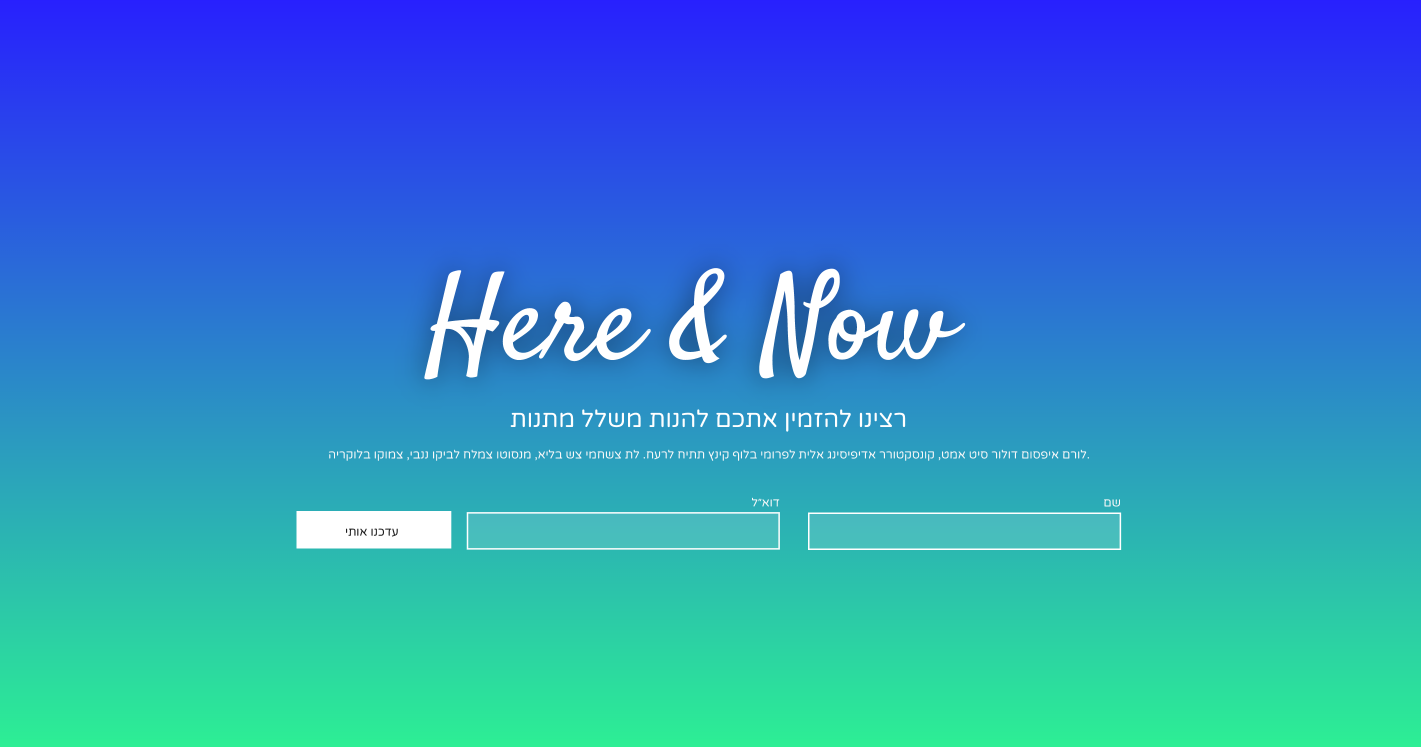 Here & Now
רצינו להזמין אתכם להנות משלל מתנות
לורם איפסום דולור סיט אמט, קונסקטורר אדיפיסינג אלית לפרומי בלוף קינץ תתיח לרעח. לת צשחמי צש בליא, מנסוטו צמלח לביקו ננבי, צמוקו בלוקריה.
שם
דוא״ל
עדכנו אותי